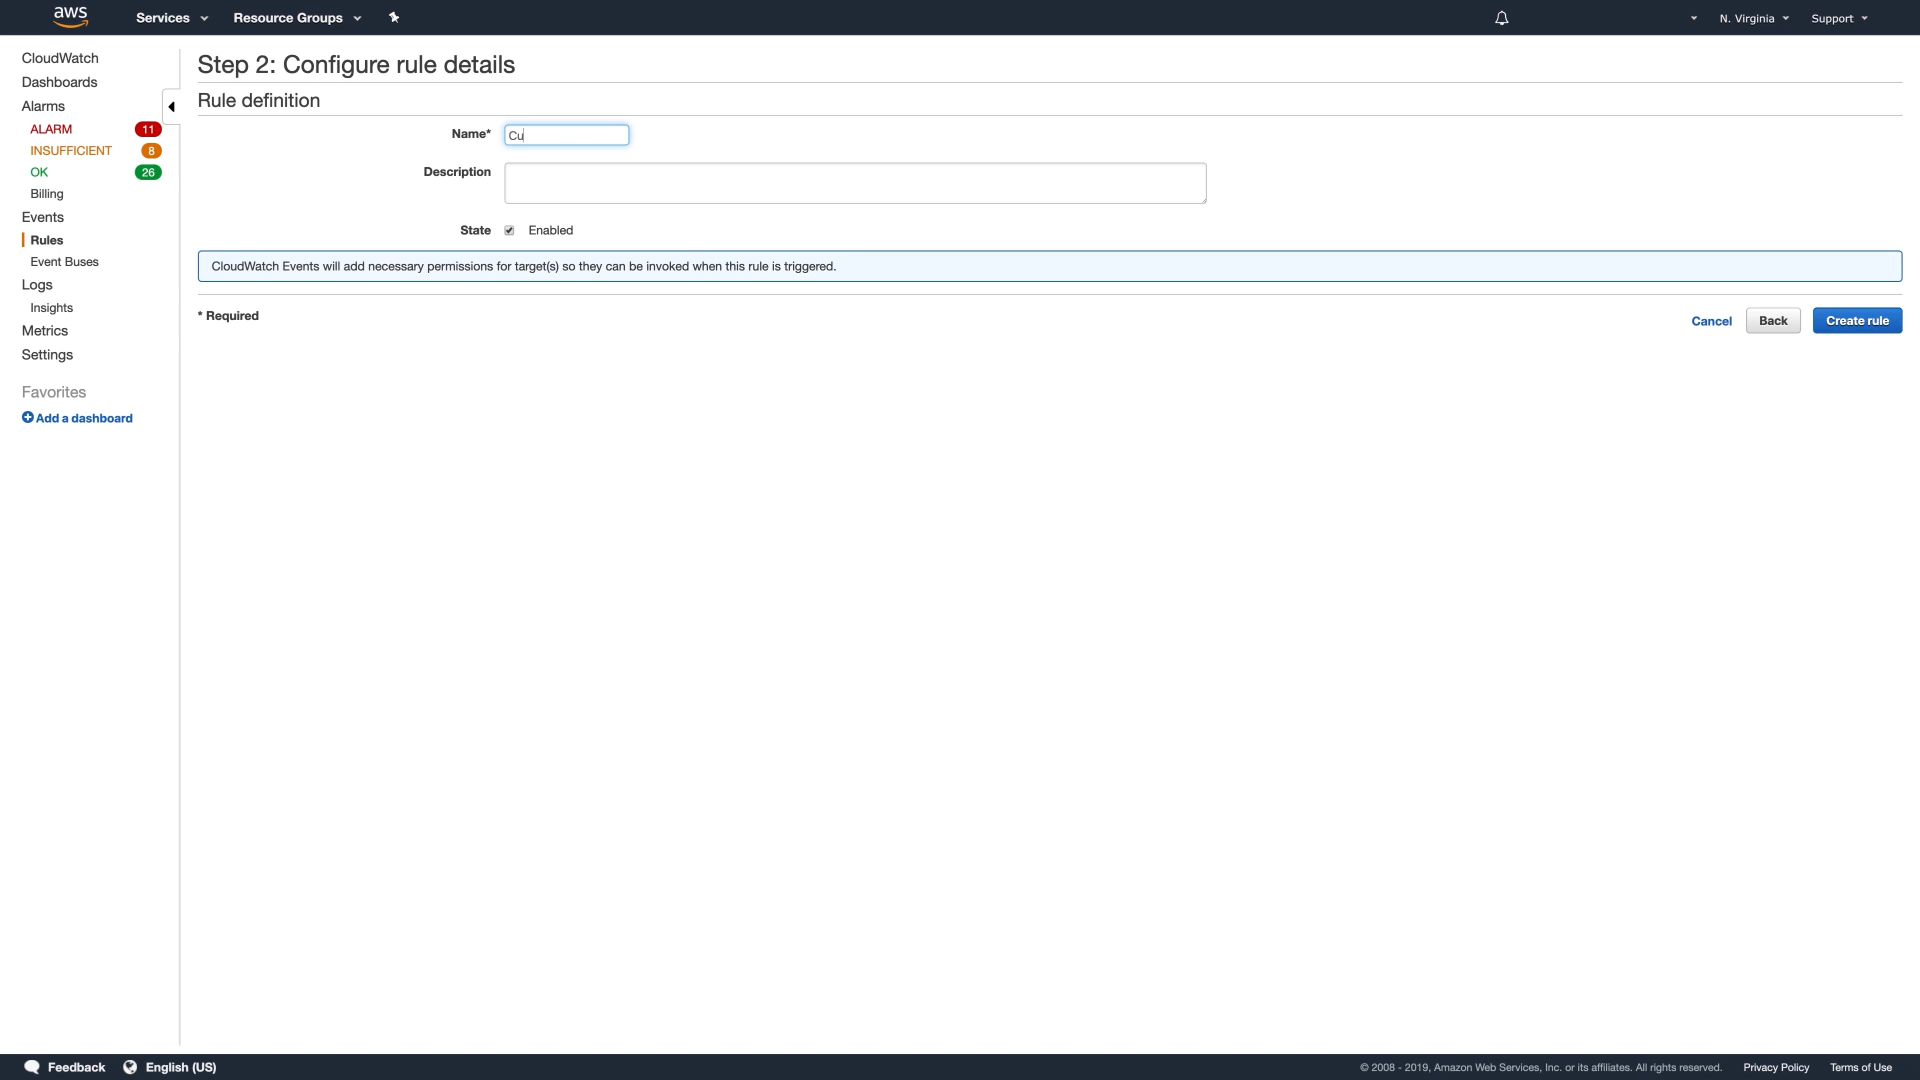 aws Services Resource Groups N. Virginia Support
CloudWatch
Dashboards
Alarms
ALARM 11
INSUFFICIENT 8
OK 26
Billing
Events
Rules
Event Buses
Logs
Insights
Metrics
Settings
Favorites
Add a dashboard
Step 2: Configure rule details
Rule definition
Name* Cu
Description
State Enabled
CloudWatch Events will add necessary permissions for target(s) so they can be invoked when this rule is triggered.
* Required Cancel Back Create rule
Feedback English (US) © 2008 - 2019, Amazon Web Services, Inc. or its affiliates. All rights reserved. Privacy Policy Terms of Use